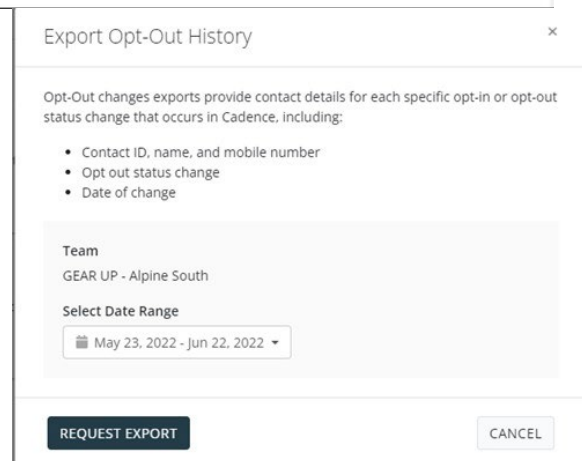 Export Opt-Out History
×
Opt-Out changes exports provide contact details for each specific opt-in or opt-out
status change that occurs in Cadence, including:
• Contact ID, name, and mobile number
• Opt out status change
• Date of change
Team
GEAR UP - Alpine South
Select Date Range
May 23, 2022 - Jun 22, 2022
REQUEST EXPORT
CANCEL